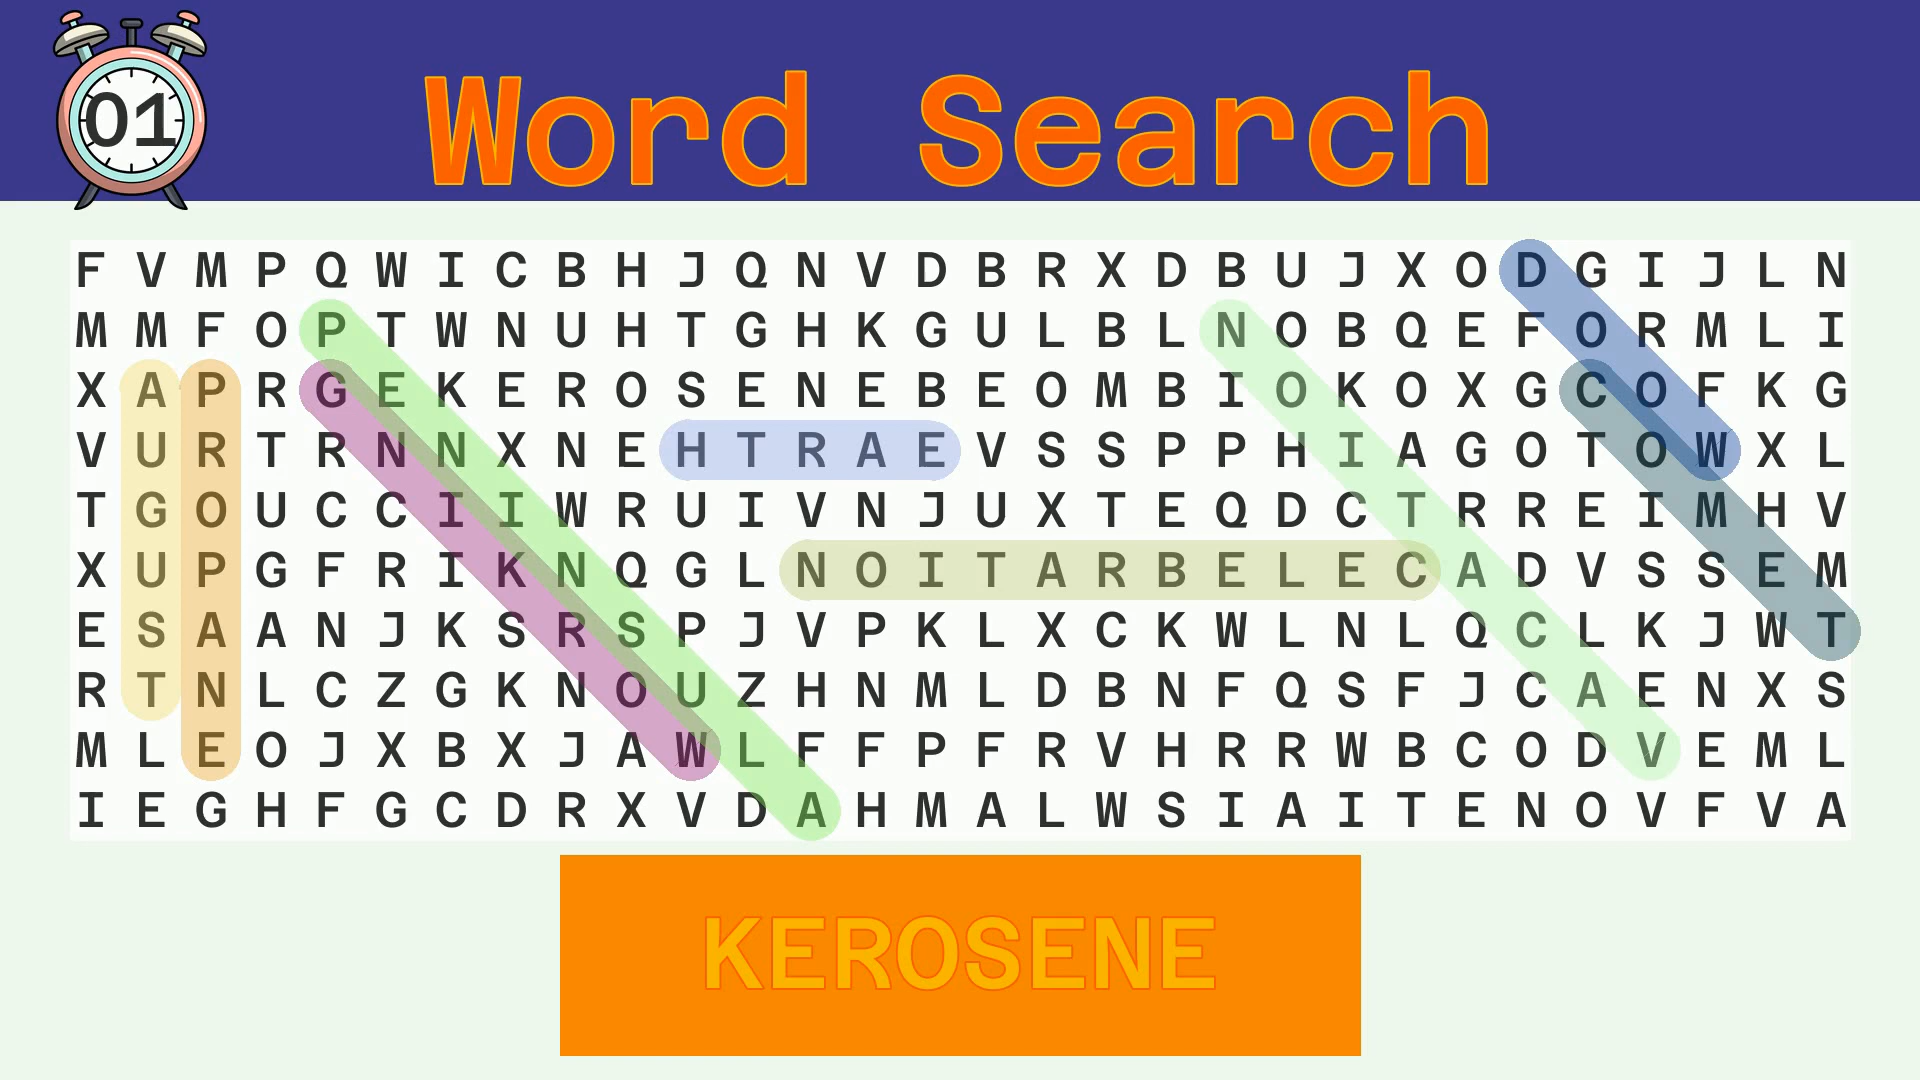 01
Word Search
F V M P Q W I C B H J Q N V D B R X D B U J X O D G I J L N
M M F O P T W N U H T G H K G U L B L N O B Q E F O R M L I
X A P R G E K E R O S E N E B E O M B I O K O X G C O F K G
V U R T R N N X N E H T R A E V S S P P H I A G O T O W X L
T G O U C C I I W R U I V N J U X T E Q D C T R R E I M H V
X U P G F R I K N Q G L N O I T A R B E L E C A D V S S E M
E S A A N J K S R S P J V P K L X C K W L N L Q C L K J W T
R T N L C Z G K N O U Z H N M L D B N F Q S F J C A E N X S
M L E O J X B X J A W L F F P F R V H R R W B C O D V E M L
I E G H F G C D R X V D A H M A L W S I A I T E N O V F V A
KEROSENE